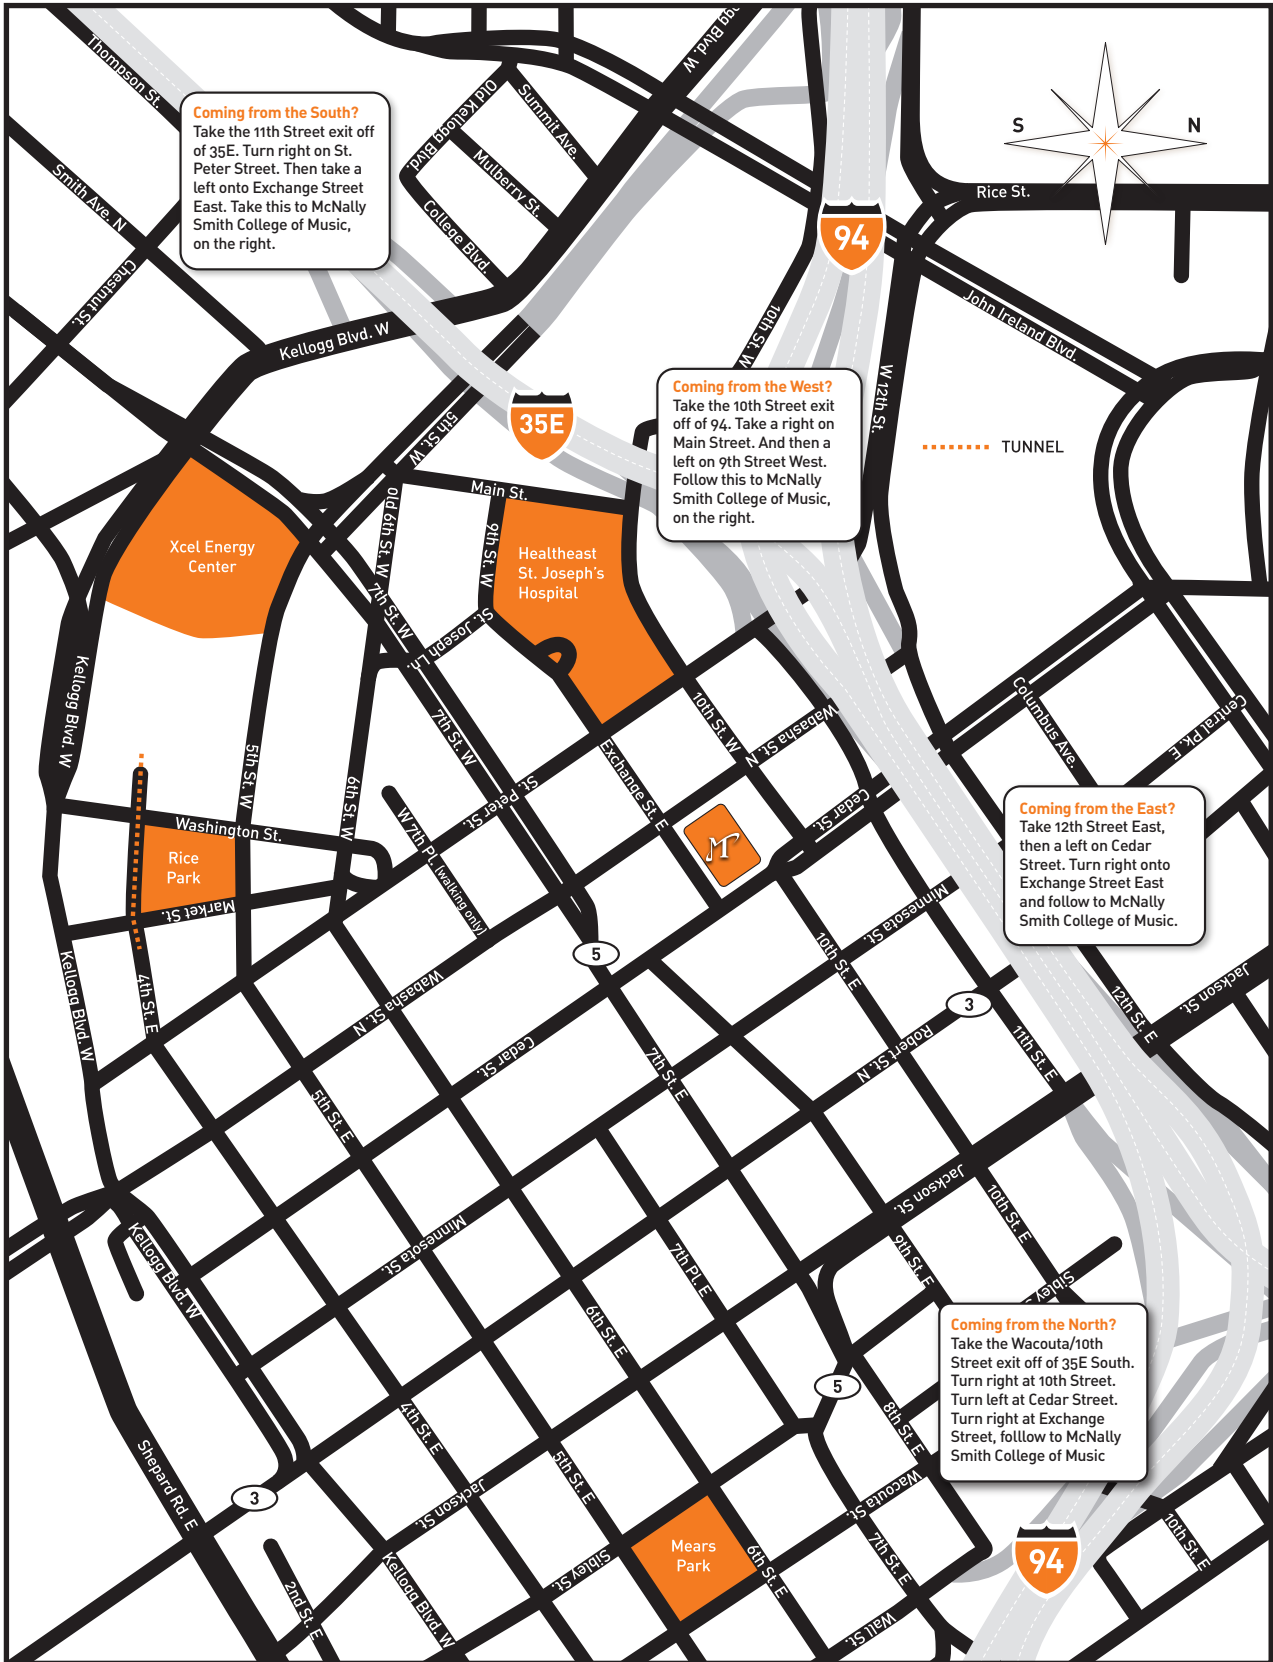 Thompson St.
Kellogg Blvd. W
Old Kellogg Blvd.
Summit Ave.
Mulberry St.
College Blvd.
Smith Ave. N
Chestnut St.
Coming from the South?
Take the 11th Street exit off
of 35E. Turn right on St.
Peter Street. Then take a
left onto Exchange Street
East. Take this to McNally
Smith College of Music,
on the right.
S
N
Rice St.
94
John Ireland Blvd.
10th St. W
W 12th St.
Kellogg Blvd. W
35E
5th St. W
Coming from the West?
Take the 10th Street exit
off of 94. Take a right on
Main Street. And then a
left on 9th Street West.
Follow this to McNally
Smith College of Music,
on the right.
TUNNEL
Main St.
old 6th St. W
9th St. W
Xcel Energy
Center
Healtheast
St. Joseph's
Hospital
7th St. W
St. Joseph Ln.
Kellogg Blvd. W
7th St. W
10th St. W
Wabasha St. N
Columbus Ave.
Central Pk. E
5th St. W
6th St. W
St. Peter St.
Exchange St. E
Cedar St.
W 7th Pl. (walking only)
Washington St.
Rice
Park
Market St.
M
Coming from the East?
Take 12th Street East,
then a left on Cedar
Street. Turn right onto
Exchange Street East
and follow to McNally
Smith College of Music.
Minnesota St.
5
Kellogg Blvd. W
4th St. E
Wabasha St. N
10th St. E
3
12th St. E
Jackson St.
Cedar St.
7th St. E
Robert St. N
11th St. E
5th St. E
Jackson St.
10th St. E
9th St. E
Minnesota St.
7th Pl. E
Kellogg Blvd. W
6th St. E
Sibley St.
Coming from the North?
Take the Wacouta/10th
Street exit off of 35E South.
Turn right at 10th Street.
Turn left at Cedar Street.
Turn right at Exchange
Street, folllow to McNally
Smith College of Music
5
4th St. E
8th St. E
Shepard Rd. E
3
5th St. E
Jackson St.
Wacouta St.
Mears
Park
7th St. E
6th St. E
Sibley St.
Kellogg Blvd. W
2nd St. E
Wall St.
94
10th St. E